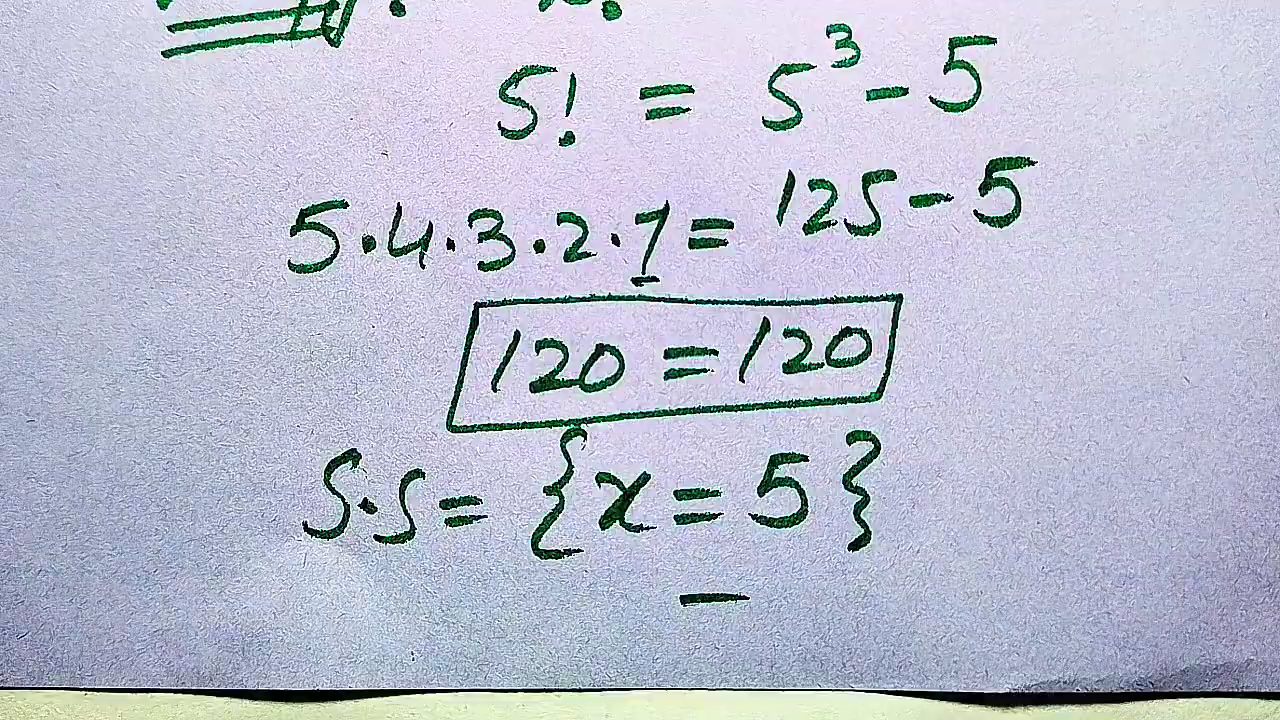 5! = 5³ - 5
5·4·3·2·1 = 125 - 5
120 = 120
S·S = {x = 5}